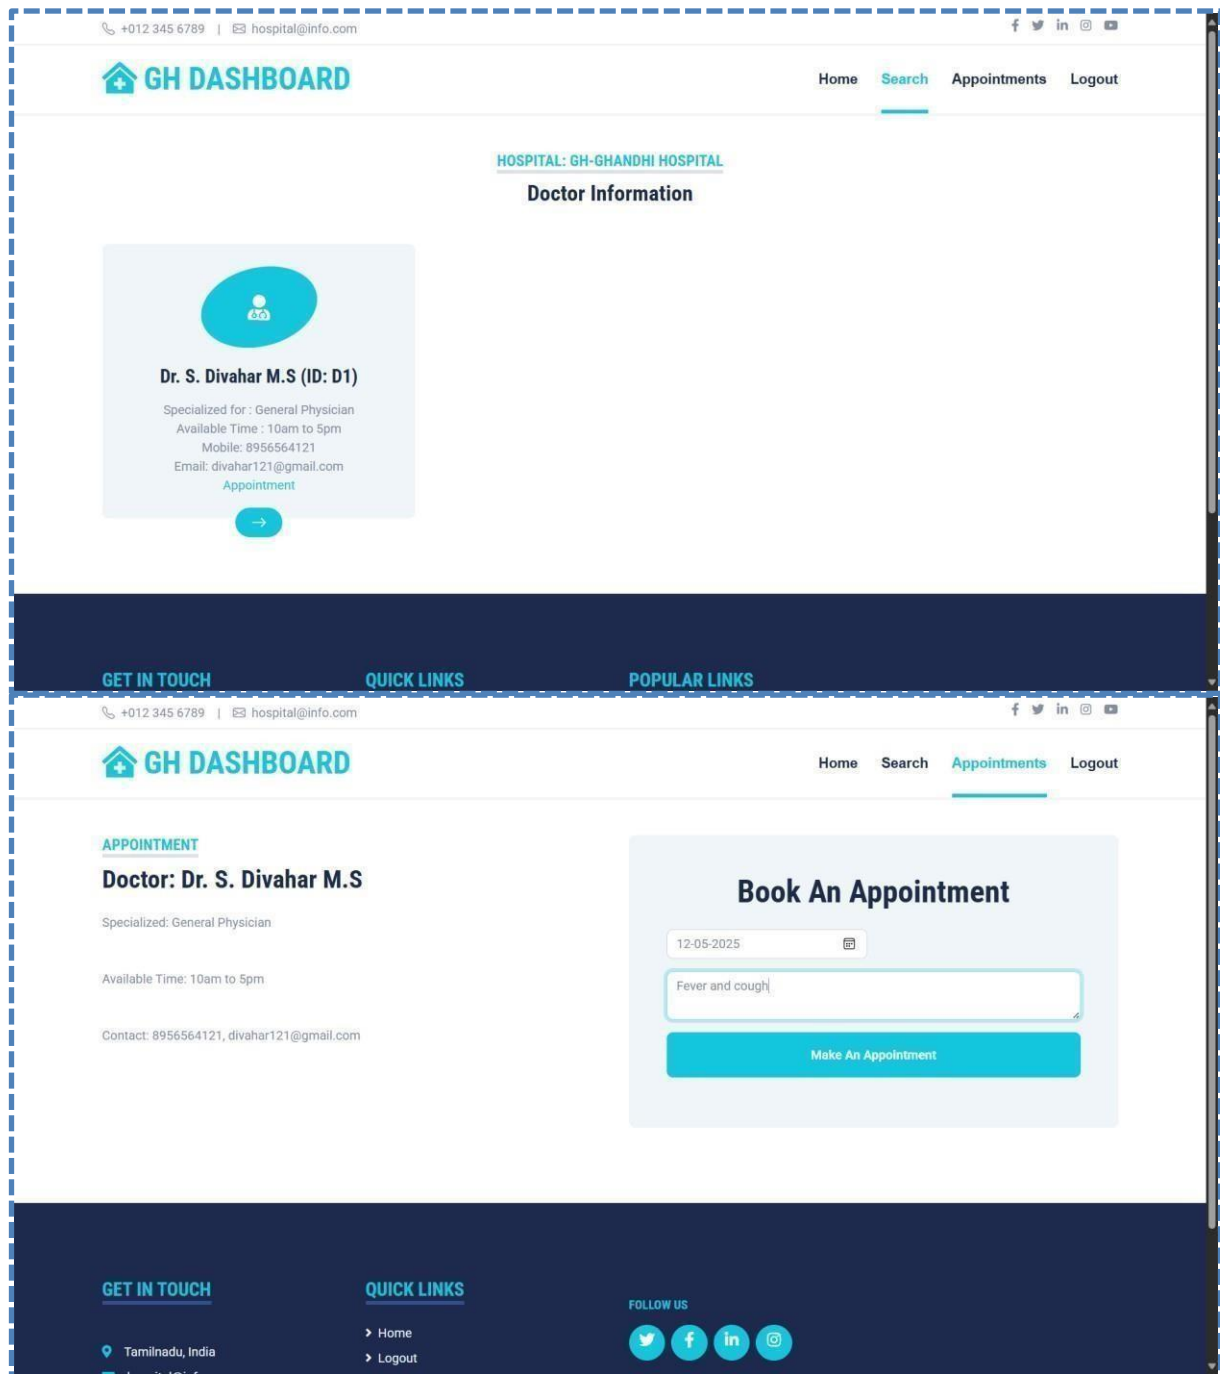 +012 345 6789 | hospital@info.com
GH DASHBOARD
Home Search Appointments Logout
HOSPITAL: GH-GHANDHI HOSPITAL
Doctor Information
Dr. S. Divahar M.S (ID: D1)
Specialized for : General Physician
Available Time : 10am to 5pm
Mobile: 8956564121
Email: divahar121@gmail.com
Appointment
GET IN TOUCH QUICK LINKS POPULAR LINKS
+012 345 6789 | hospital@info.com
GH DASHBOARD
Home Search Appointments Logout
APPOINTMENT
Doctor: Dr. S. Divahar M.S
Specialized: General Physician
Available Time: 10am to 5pm
Contact: 8956564121, divahar121@gmail.com
Book An Appointment
12-05-2025
Fever and cough
Make An Appointment
GET IN TOUCH
Tamilnadu, India
QUICK LINKS
Home
Logout
FOLLOW US